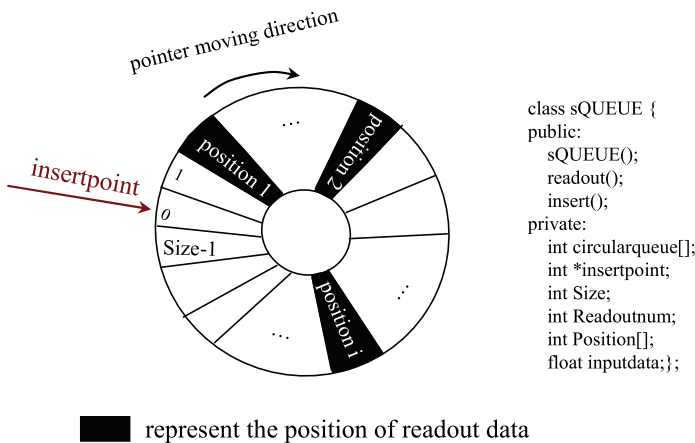 pointer moving direction
...
position 1
position 2
1
insertpoint
0
Size-1
position i
...
...
class sQUEUE {
public:
sQUEUE();
readout();
insert();
private:
int circularqueue[];
int *insertpoint;
int Size;
int Readoutnum;
int Position[];
float inputdata;};
represent the position of readout data